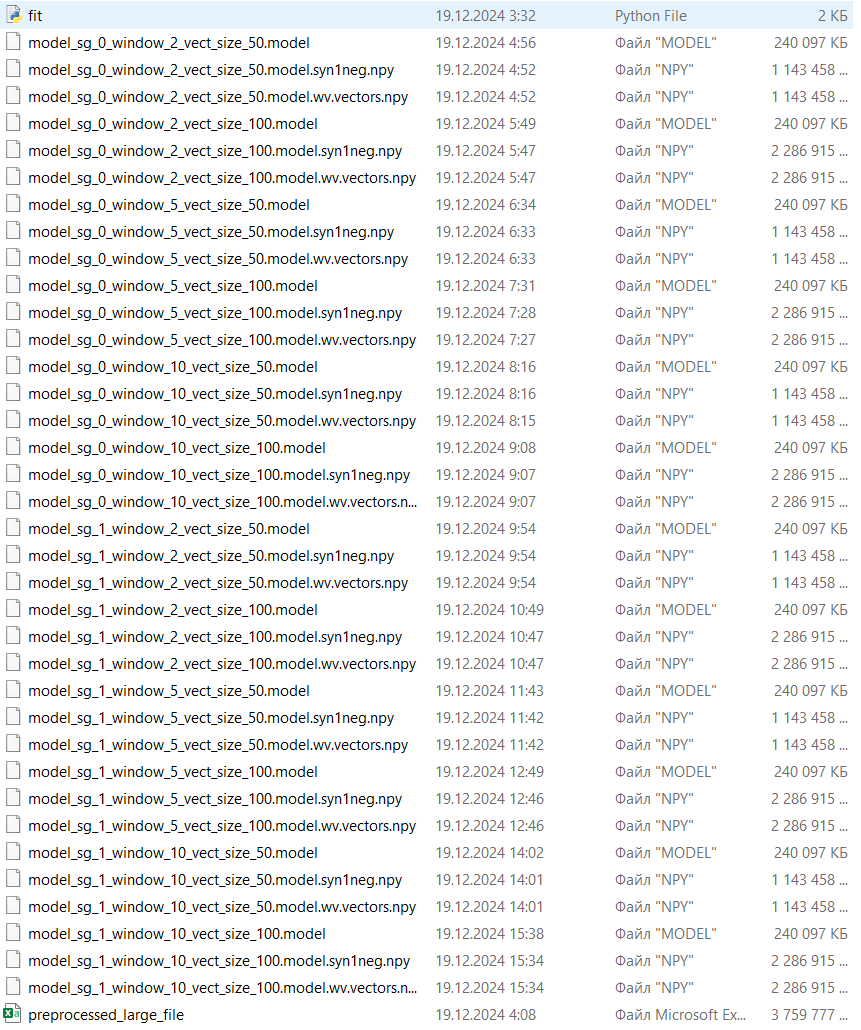 fit 19.12.2024 3:32 Python File 2 КБ
model_sg_0_window_2_vect_size_50.model 19.12.2024 4:56 Файл "MODEL" 240 097 КБ
model_sg_0_window_2_vect_size_50.model.syn1neg.npy 19.12.2024 4:52 Файл "NPY" 1 143 458 ...
model_sg_0_window_2_vect_size_50.model.wv.vectors.npy 19.12.2024 4:52 Файл "NPY" 1 143 458 ...
model_sg_0_window_2_vect_size_100.model 19.12.2024 5:49 Файл "MODEL" 240 097 КБ
model_sg_0_window_2_vect_size_100.model.syn1neg.npy 19.12.2024 5:47 Файл "NPY" 2 286 915 ...
model_sg_0_window_2_vect_size_100.model.wv.vectors.npy 19.12.2024 5:47 Файл "NPY" 2 286 915 ...
model_sg_0_window_5_vect_size_50.model 19.12.2024 6:34 Файл "MODEL" 240 097 КБ
model_sg_0_window_5_vect_size_50.model.syn1neg.npy 19.12.2024 6:33 Файл "NPY" 1 143 458 ...
model_sg_0_window_5_vect_size_50.model.wv.vectors.npy 19.12.2024 6:33 Файл "NPY" 1 143 458 ...
model_sg_0_window_5_vect_size_100.model 19.12.2024 7:31 Файл "MODEL" 240 097 КБ
model_sg_0_window_5_vect_size_100.model.syn1neg.npy 19.12.2024 7:28 Файл "NPY" 2 286 915 ...
model_sg_0_window_5_vect_size_100.model.wv.vectors.npy 19.12.2024 7:27 Файл "NPY" 2 286 915 ...
model_sg_0_window_10_vect_size_50.model 19.12.2024 8:16 Файл "MODEL" 240 097 КБ
model_sg_0_window_10_vect_size_50.model.syn1neg.npy 19.12.2024 8:16 Файл "NPY" 1 143 458 ...
model_sg_0_window_10_vect_size_50.model.wv.vectors.npy 19.12.2024 8:15 Файл "NPY" 1 143 458 ...
model_sg_0_window_10_vect_size_100.model 19.12.2024 9:08 Файл "MODEL" 240 097 КБ
model_sg_0_window_10_vect_size_100.model.syn1neg.npy 19.12.2024 9:07 Файл "NPY" 2 286 915 ...
model_sg_0_window_10_vect_size_100.model.wv.vectors.n... 19.12.2024 9:07 Файл "NPY" 2 286 915 ...
model_sg_1_window_2_vect_size_50.model 19.12.2024 9:54 Файл "MODEL" 240 097 КБ
model_sg_1_window_2_vect_size_50.model.syn1neg.npy 19.12.2024 9:54 Файл "NPY" 1 143 458 ...
model_sg_1_window_2_vect_size_50.model.wv.vectors.npy 19.12.2024 9:54 Файл "NPY" 1 143 458 ...
model_sg_1_window_2_vect_size_100.model 19.12.2024 10:49 Файл "MODEL" 240 097 КБ
model_sg_1_window_2_vect_size_100.model.syn1neg.npy 19.12.2024 10:47 Файл "NPY" 2 286 915 ...
model_sg_1_window_2_vect_size_100.model.wv.vectors.npy 19.12.2024 10:47 Файл "NPY" 2 286 915 ...
model_sg_1_window_5_vect_size_50.model 19.12.2024 11:43 Файл "MODEL" 240 097 КБ
model_sg_1_window_5_vect_size_50.model.syn1neg.npy 19.12.2024 11:42 Файл "NPY" 1 143 458 ...
model_sg_1_window_5_vect_size_50.model.wv.vectors.npy 19.12.2024 11:42 Файл "NPY" 1 143 458 ...
model_sg_1_window_5_vect_size_100.model 19.12.2024 12:49 Файл "MODEL" 240 097 КБ
model_sg_1_window_5_vect_size_100.model.syn1neg.npy 19.12.2024 12:46 Файл "NPY" 2 286 915 ...
model_sg_1_window_5_vect_size_100.model.wv.vectors.npy 19.12.2024 12:46 Файл "NPY" 2 286 915 ...
model_sg_1_window_10_vect_size_50.model 19.12.2024 14:02 Файл "MODEL" 240 097 КБ
model_sg_1_window_10_vect_size_50.model.syn1neg.npy 19.12.2024 14:01 Файл "NPY" 1 143 458 ...
model_sg_1_window_10_vect_size_50.model.wv.vectors.npy 19.12.2024 14:01 Файл "NPY" 1 143 458 ...
model_sg_1_window_10_vect_size_100.model 19.12.2024 15:38 Файл "MODEL" 240 097 КБ
model_sg_1_window_10_vect_size_100.model.syn1neg.npy 19.12.2024 15:34 Файл "NPY" 2 286 915 ...
model_sg_1_window_10_vect_size_100.model.wv.vectors.n... 19.12.2024 15:34 Файл "NPY" 2 286 915 ...
preprocessed_large_file 19.12.2024 4:08 Файл Microsoft Ex... 3 759 777 ...